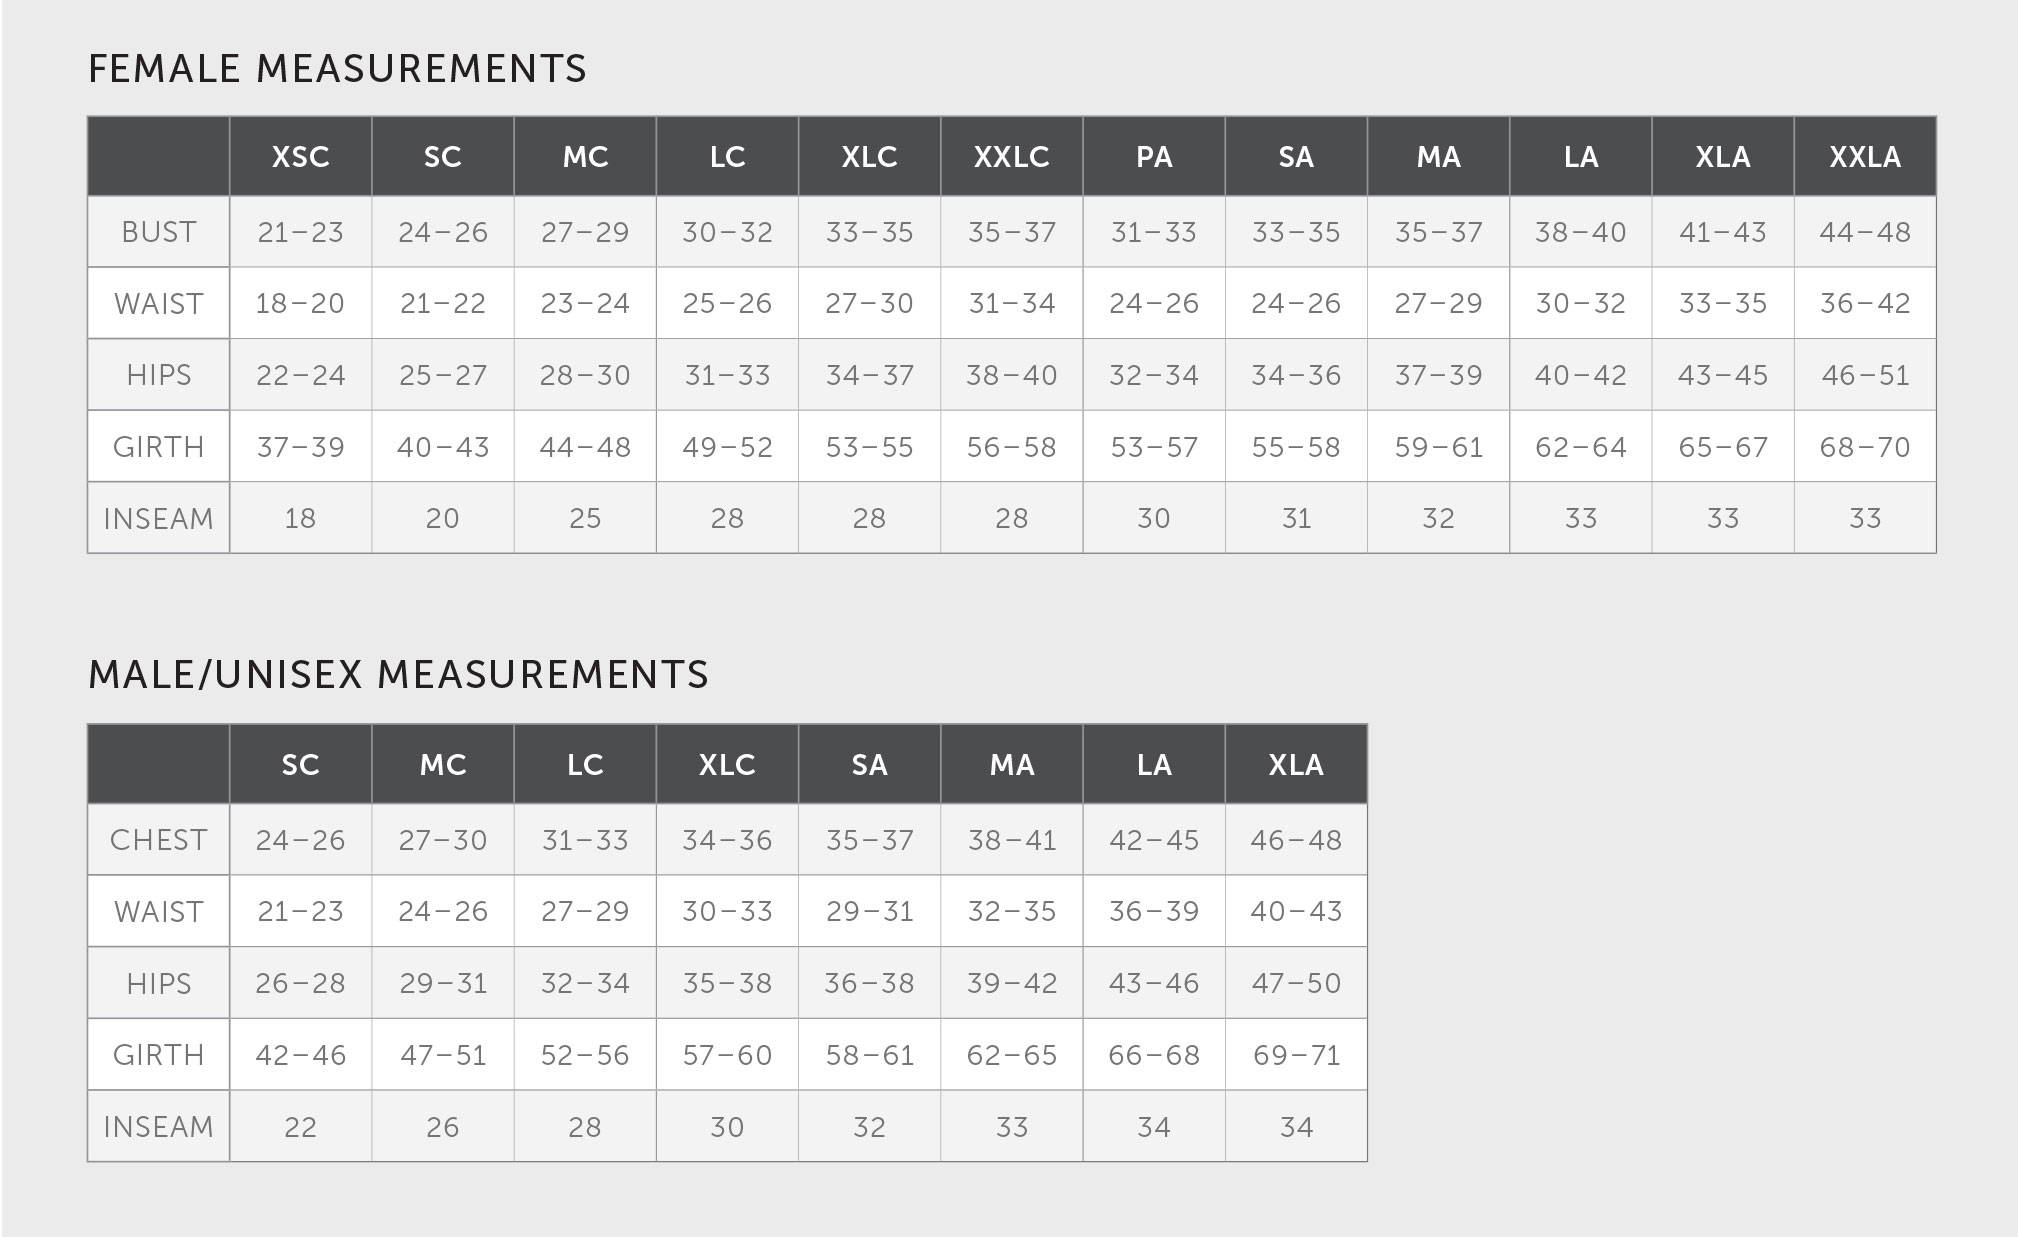 FEMALE MEASUREMENTS
XSC SC MC LC XLC XXLC PA SA MA LA XLA XXLA
BUST 21–23 24–26 27–29 30–32 33–35 35–37 31–33 33–35 35–37 38–40 41–43 44–48
WAIST 18–20 21–22 23–24 25–26 27–30 31–34 24–26 24–26 27–29 30–32 33–35 36–42
HIPS 22–24 25–27 28–30 31–33 34–37 38–40 32–34 34–36 37–39 40–42 43–45 46–51
GIRTH 37–39 40–43 44–48 49–52 53–55 56–58 53–57 55–58 59–61 62–64 65–67 68–70
INSEAM 18 20 25 28 28 28 30 31 32 33 33 33
MALE/UNISEX MEASUREMENTS
SC MC LC XLC SA MA LA XLA
CHEST 24–26 27–30 31–33 34–36 35–37 38–41 42–45 46–48
WAIST 21–23 24–26 27–29 30–33 29–31 32–35 36–39 40–43
HIPS 26–28 29–31 32–34 35–38 36–38 39–42 43–46 47–50
GIRTH 42–46 47–51 52–56 57–60 58–61 62–65 66–68 69–71
INSEAM 22 26 28 30 32 33 34 34